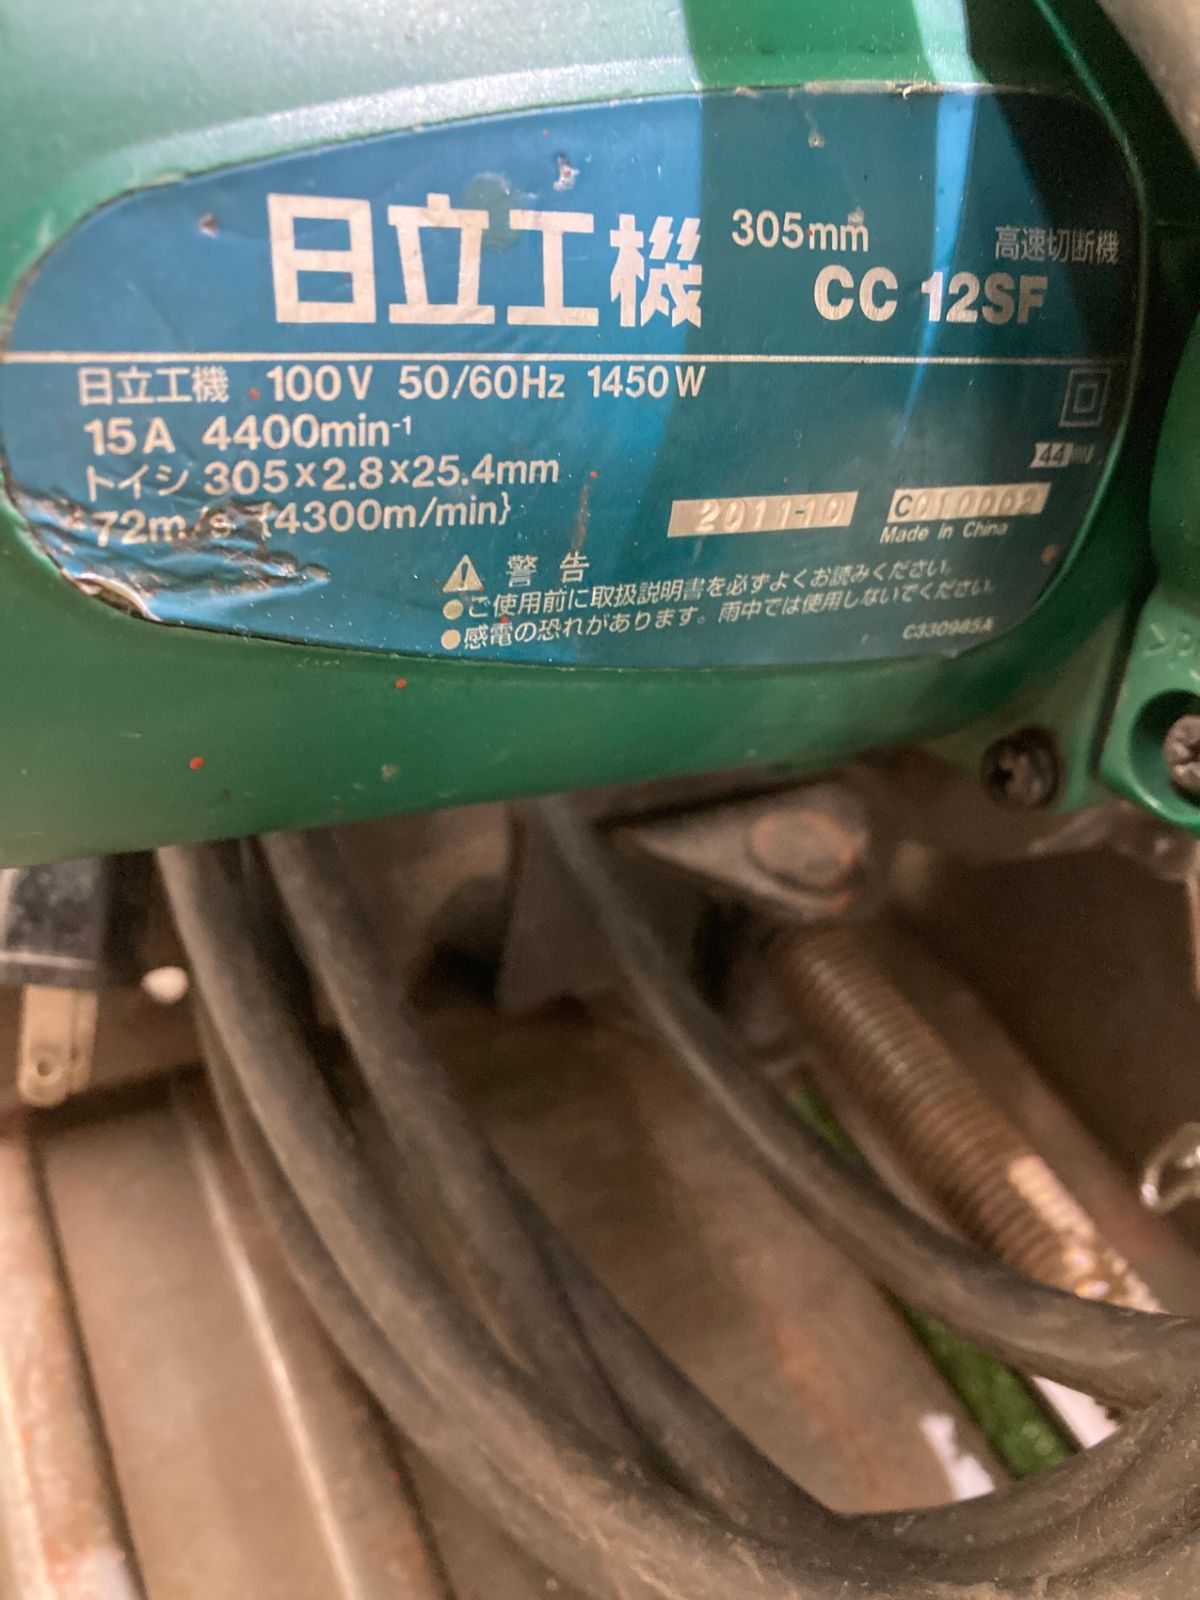 日立工機
305mm
高速切断機
CC 12SF
日立工機 100V 50/60Hz 1450W
15A 4400min⁻¹
トイシ 305×2.8×25.4mm
72m/s {4300m/min}
2011-10
C010002
Made in China
警告
●ご使用前に取扱説明書を必ずよくお読みください。
●感電の恐れがあります。雨中では使用しないでください。
C330985A